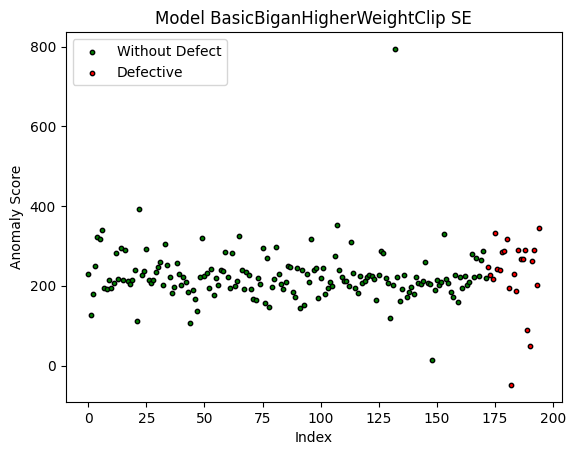 Model BasicBiganHigherWeightClip SE
Without Defect
Defective
800
600
400
200
0
Anomaly Score
0 25 50 75 100 125 150 175 200
Index